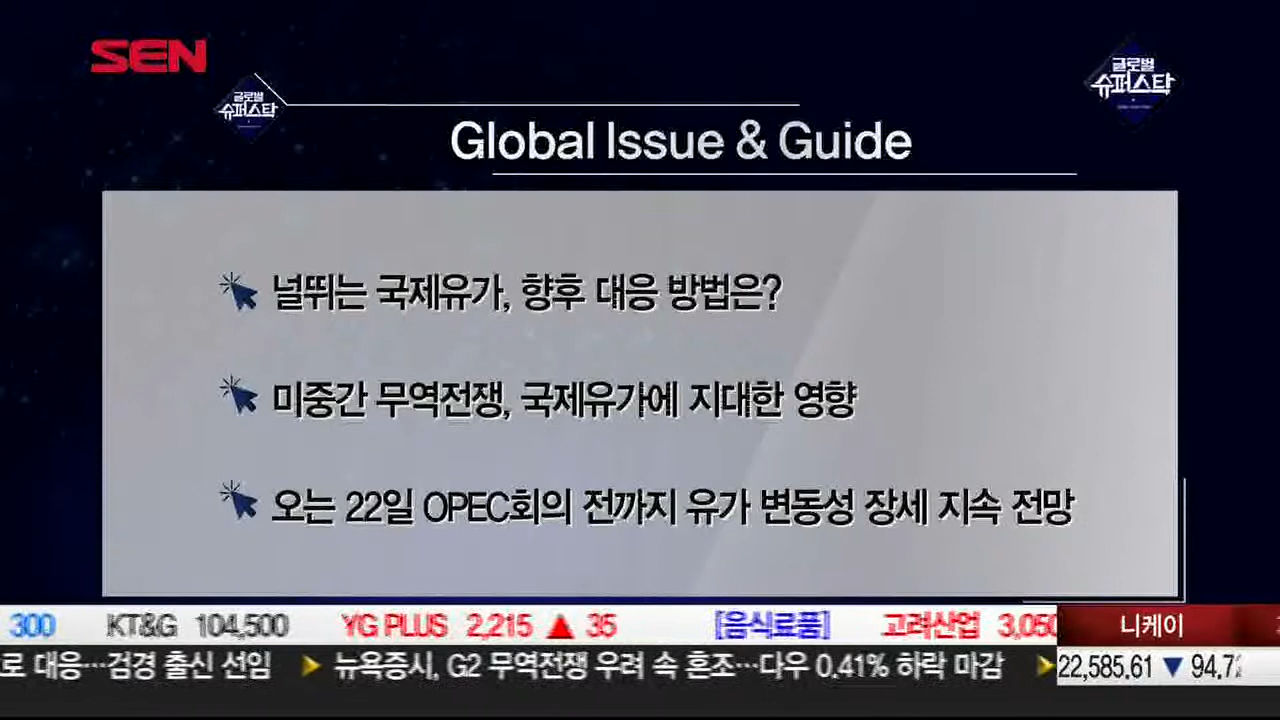 SEN
글로벌
슈퍼스탁
글로벌
슈퍼스탁
Global Issue & Guide
널뛰는 국제유가, 향후 대응 방법은?
미중간 무역전쟁, 국제유가에 지대한 영향
오는 22일 OPEC회의 전까지 유가 변동성 장세 지속 전망
300 KT&G 104,500 YG PLUS 2,215 ▲ 35 [음식료품] 고려산업 3,050
니케이
로 대응…검경 출신 선임 뉴욕증시, G2 무역전쟁 우려 속 혼조…다우 0.41% 하락 마감
22,585.61 ▼ 94.7